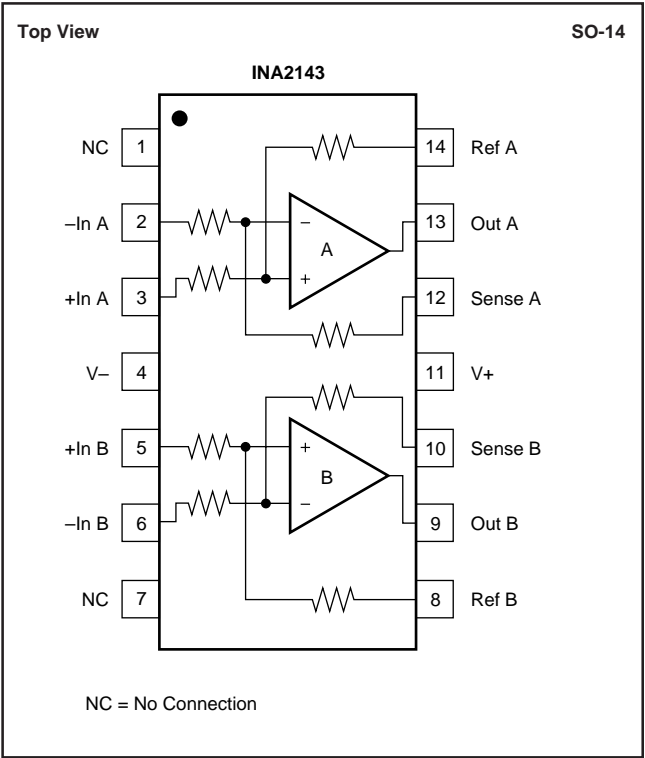 Top View SO-14
INA2143
NC 1 14 Ref A
–In A 2 – 13 Out A
A
+In A 3 + 12 Sense A
V– 4 11 V+
+In B 5 + 10 Sense B
B
–In B 6 – 9 Out B
NC 7 8 Ref B
NC = No Connection